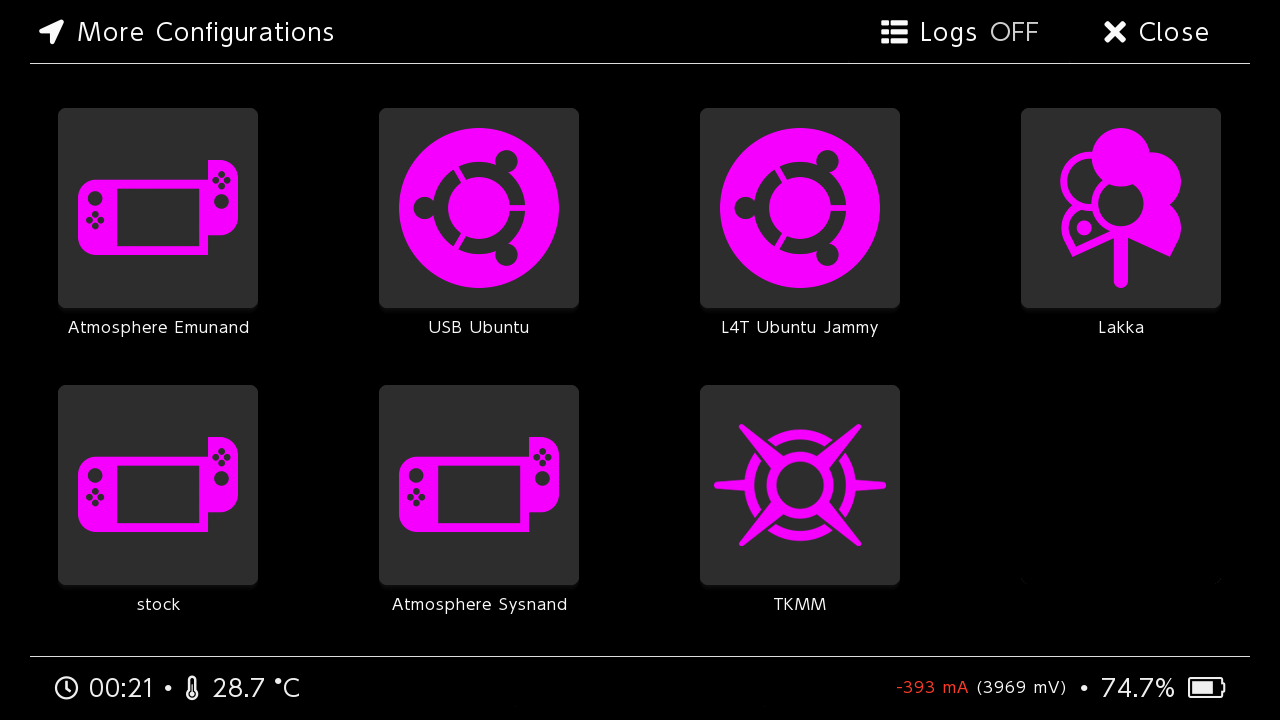 More Configurations Logs OFF Close
Atmosphere Emunand USB Ubuntu L4T Ubuntu Jammy Lakka
stock Atmosphere Sysnand TKMM
00:21 • 28.7 °C -393 mA (3969 mV) • 74.7%